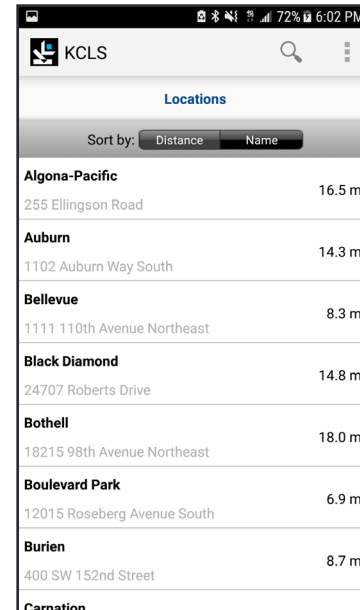 72% 6:02 PM
KCLS
Locations
Sort by: Distance Name
Algona-Pacific
16.5 m
255 Ellingson Road
Auburn
14.3 m
1102 Auburn Way South
Bellevue
8.3 m
1111 110th Avenue Northeast
Black Diamond
14.8 m
24707 Roberts Drive
Bothell
18.0 m
18215 98th Avenue Northeast
Boulevard Park
6.9 m
12015 Roseberg Avenue South
Burien
8.7 m
400 SW 152nd Street
Carnation